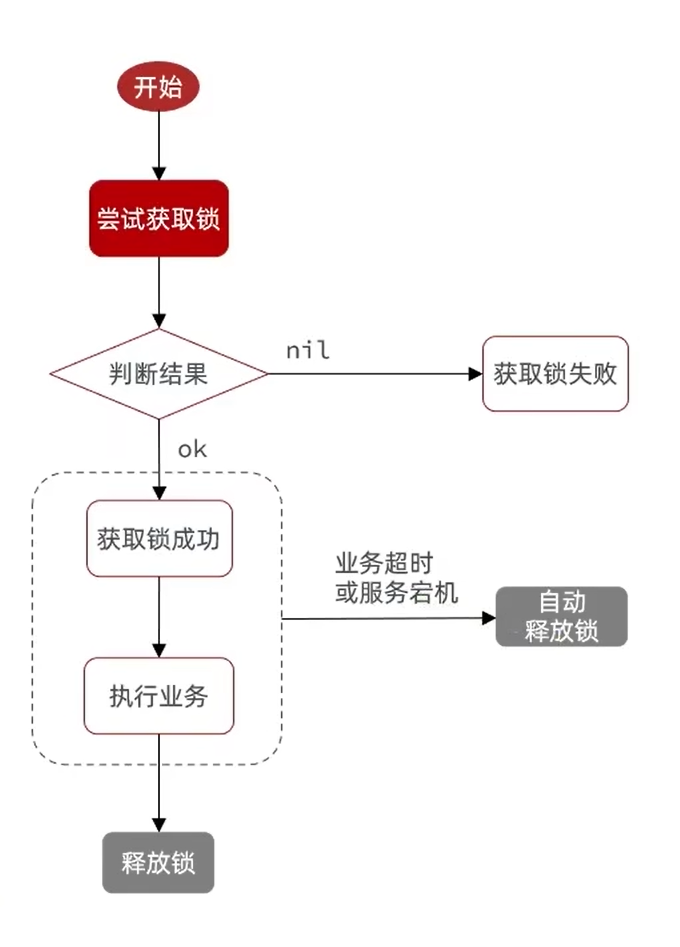 开始
尝试获取锁
判断结果
nil
获取锁失败
ok
获取锁成功
业务超时
或服务宕机
自动
释放锁
执行业务
释放锁